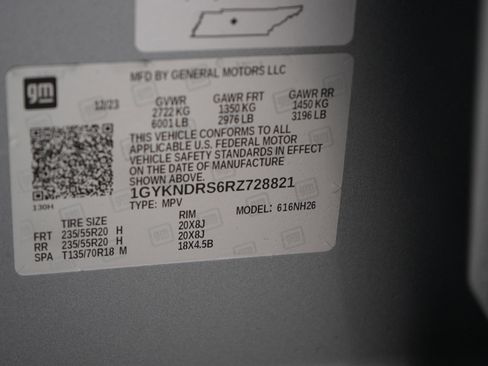 MFD BY GENERAL MOTORS LLC
gm
12/23
GVWR GAWR FRT GAWR RR
2722 KG 1350 KG 1450 KG
6001 LB 2976 LB 3196 LB
THIS VEHICLE CONFORMS TO ALL
APPLICABLE U.S. FEDERAL MOTOR
VEHICLE SAFETY STANDARDS IN EFFECT
ON THE DATE OF MANUFACTURE
SHOWN ABOVE.
1GYKNDRS6RZ728821
130H
TYPE: MPV MODEL: 616NH26
TIRE SIZE RIM
FRT 235/55R20 H 20X8J
RR 235/55R20 H 20X8J
SPA T135/70R18 M 18X4.5B